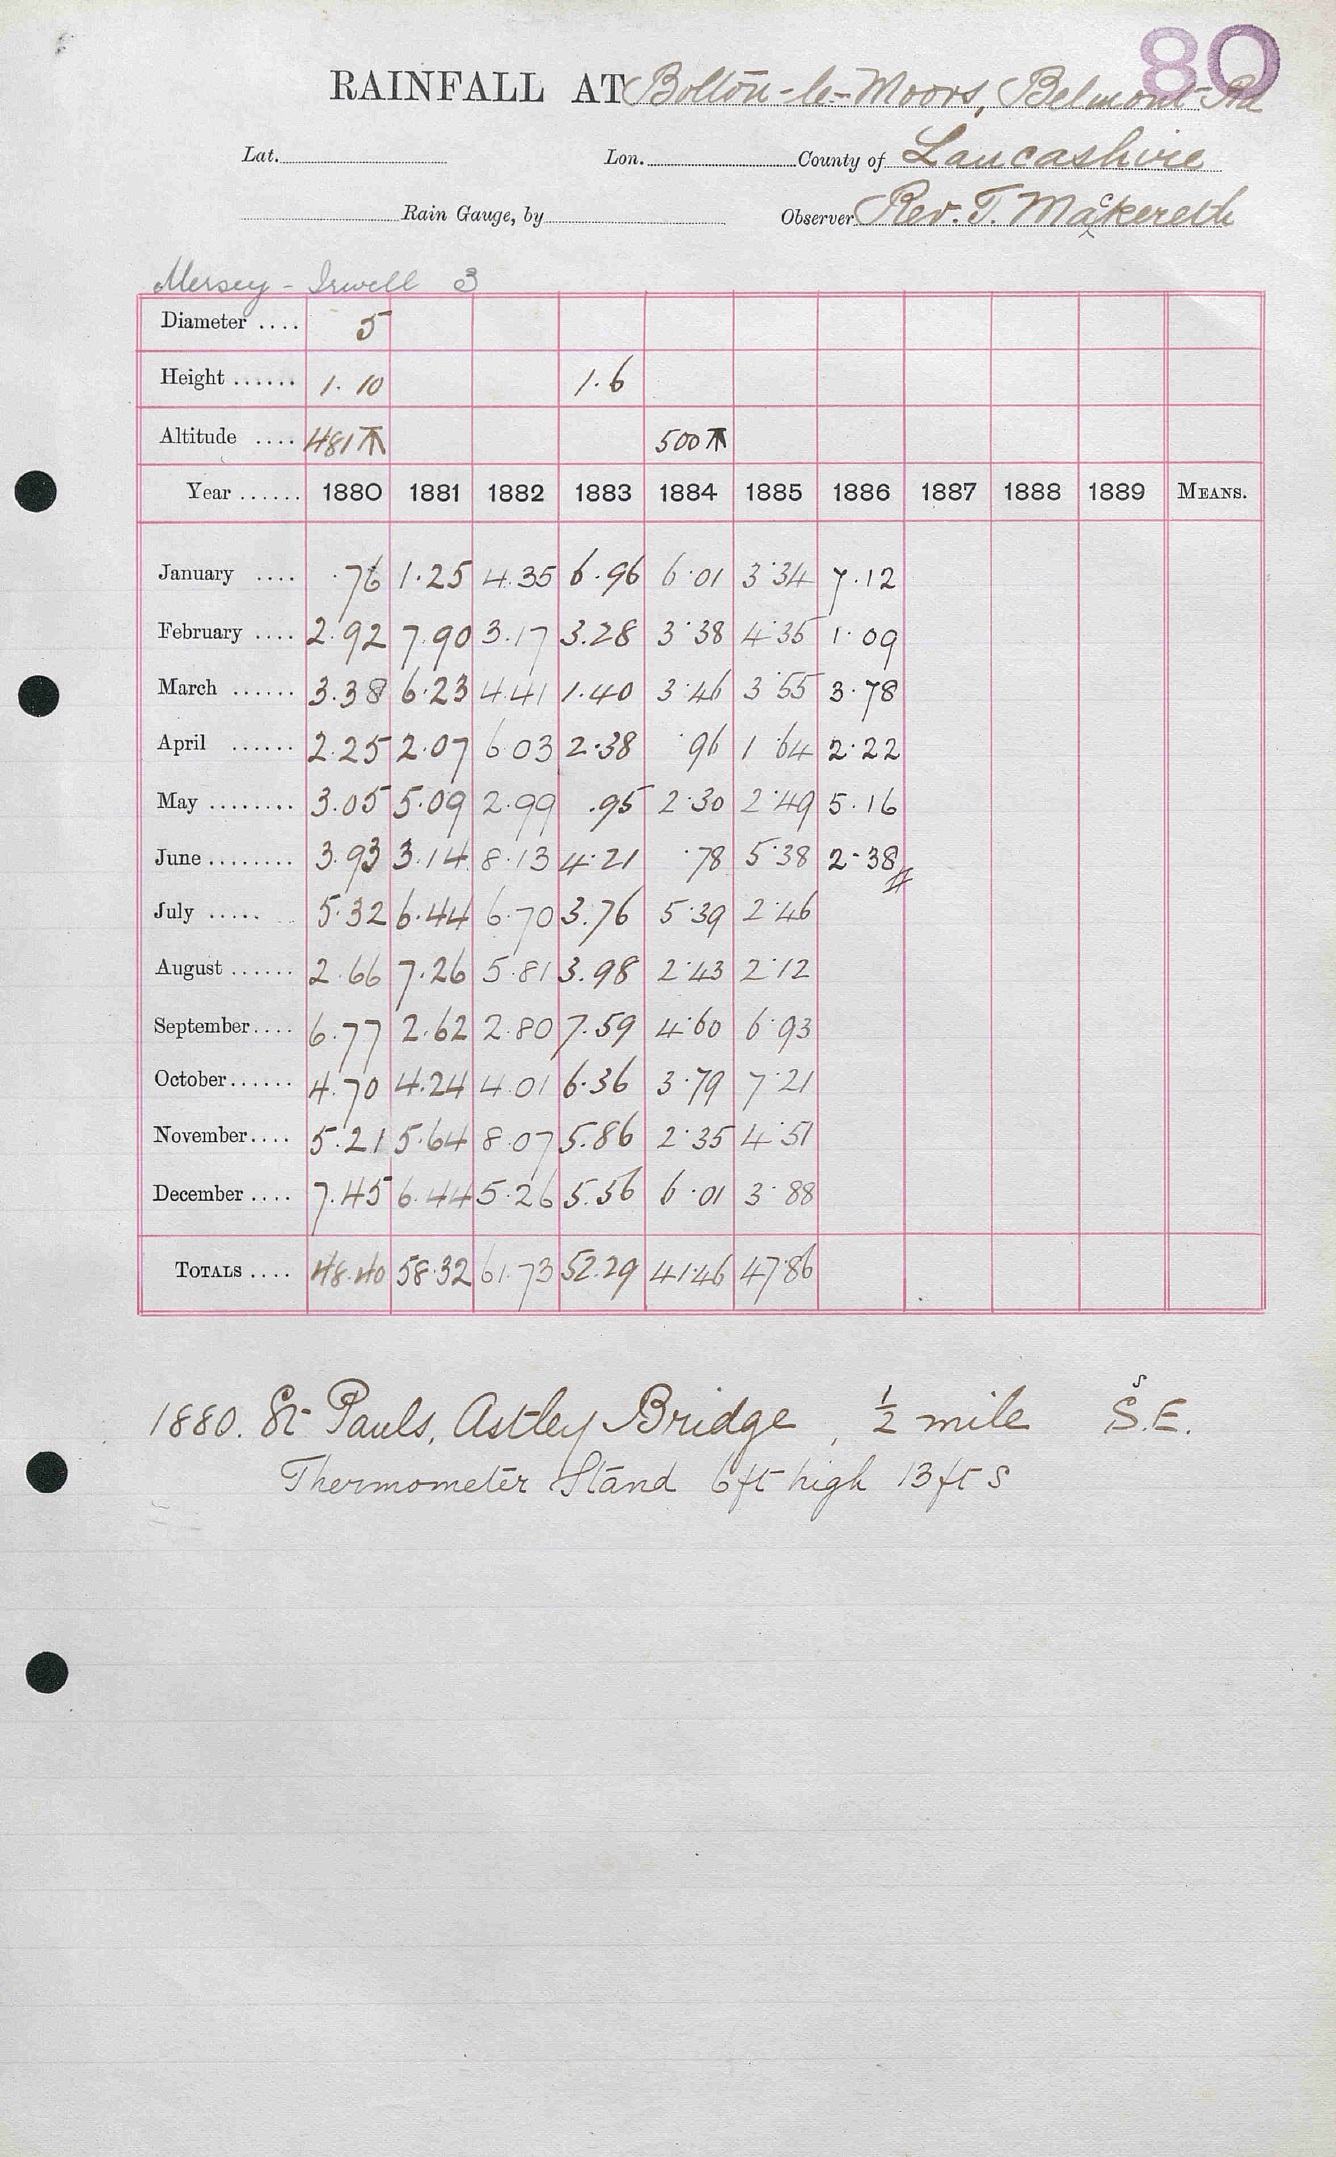 80
RAINFALL AT Bolton-le-Moors, Belmont Rd
Lat. Lon. County of Lancashire
Rain Gauge, by Observer Rev. T. Mackereth
Mersey - Irwell 3
Diameter .... 5
Height ...... 1.10 1.6
Altitude .... 481 500
Year ...... 1880 1881 1882 1883 1884 1885 1886 1887 1888 1889 MEANS.
January .... .76 1.25 4.35 6.96 6.01 3.34 7.12
February .... 2.92 7.90 3.17 3.28 3.38 4.35 1.09
March ...... 3.38 6.23 4.41 1.40 3.46 3.55 3.78
April ...... 2.25 2.07 6.03 2.38 .96 1.64 2.22
May ........ 3.05 5.09 2.99 .95 2.30 2.49 5.16
June ........ 3.93 3.14 8.13 4.21 .78 5.38 2.38
July ..... 5.32 6.44 6.70 3.76 5.39 2.46
August ...... 2.66 7.26 5.81 3.98 2.43 2.12
September.... 6.77 2.62 2.80 7.59 4.60 6.93
October...... 4.70 4.24 4.01 6.36 3.79 7.21
November.... 5.21 5.64 8.07 5.86 2.35 4.51
December .... 7.45 6.44 5.26 5.56 6.01 3.88
TOTALS .... 48.40 58.32 61.73 52.29 41.46 47.86
1880. St Pauls, Astley Bridge, ½ mile S.S.E.
Thermometer Stand 6ft high 13ft S